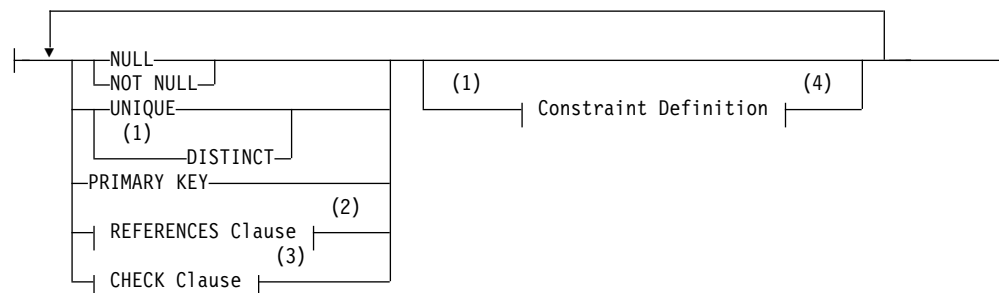 NULL
NOT NULL
(1) (4)
UNIQUE
Constraint Definition
(1)
DISTINCT
PRIMARY KEY
(2)
REFERENCES Clause
(3)
CHECK Clause